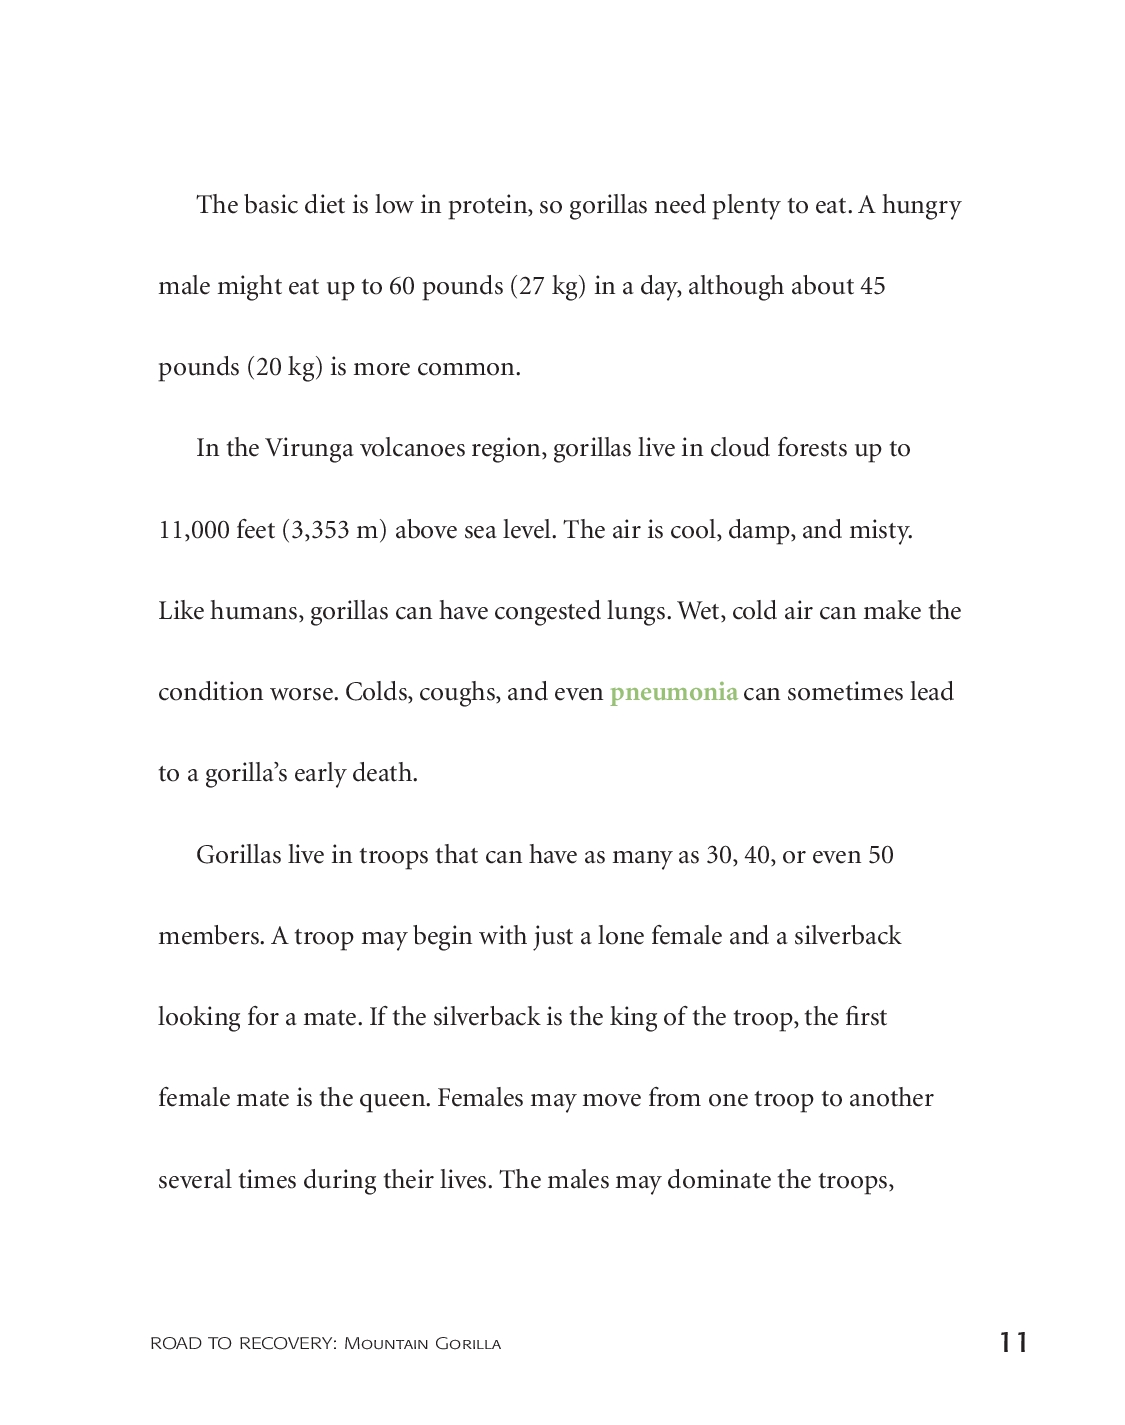 The basic diet is low in protein, so gorillas need plenty to eat. A hungry
male might eat up to 60 pounds (27 kg) in a day, although about 45
pounds (20 kg) is more common.
In the Virunga volcanoes region, gorillas live in cloud forests up to
11,000 feet (3,353 m) above sea level. The air is cool, damp, and misty.
Like humans, gorillas can have congested lungs. Wet, cold air can make the
condition worse. Colds, coughs, and even pneumonia can sometimes lead
to a gorilla’s early death.
Gorillas live in troops that can have as many as 30, 40, or even 50
members. A troop may begin with just a lone female and a silverback
looking for a mate. If the silverback is the king of the troop, the first
female mate is the queen. Females may move from one troop to another
several times during their lives. The males may dominate the troops,
ROAD TO RECOVERY: Mountain Gorilla 11